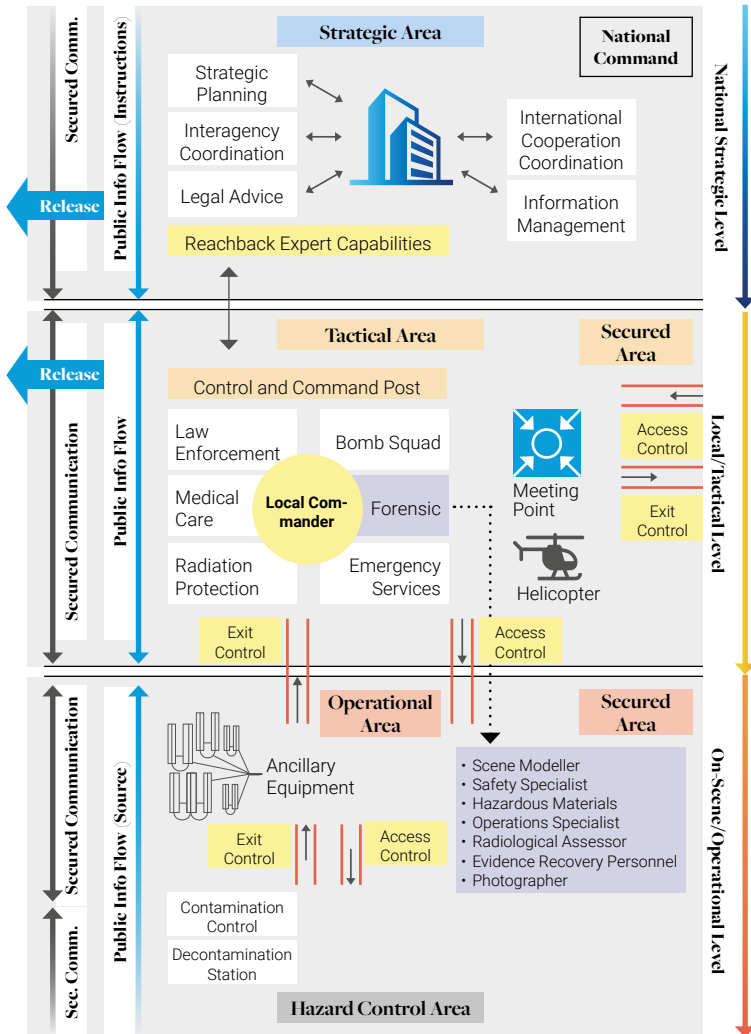 Strategic Area
National
Command
Strategic
Planning
Interagency
Coordination
Legal Advice
International
Cooperation
Coordination
Information
Management
Reachback Expert Capabilities
Secured Comm.
Public Info Flow (Instructions)
Release
National Strategic Level
Tactical Area
Secured
Area
Release
Control and Command Post
Law
Enforcement
Bomb Squad
Medical
Care
Local Com-
mander
Forensic
Radiation
Protection
Emergency
Services
Meeting
Point
Helicopter
Access
Control
Exit
Control
Exit
Control
Access
Control
Secured Communication
Public Info Flow
Local/Tactical Level
Operational
Area
Secured
Area
Ancillary
Equipment
• Scene Modeller
• Safety Specialist
• Hazardous Materials
• Operations Specialist
• Radiological Assessor
• Evidence Recovery Personnel
• Photographer
Exit
Control
Access
Control
Contamination
Control
Decontamination
Station
Hazard Control Area
Secured Communication
Sec. Comm.
Public Info Flow (Source)
On-Scene/Operational Level